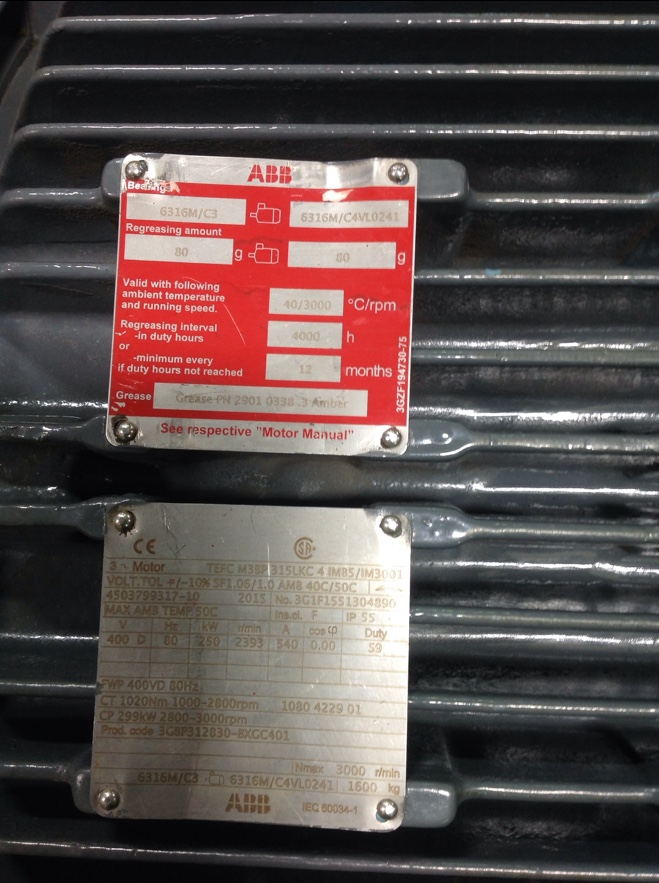 ABB
Bearings
6316M/C3 6316M/C4VL0241
Regreasing amount
80 g 80 g
Valid with following
ambient temperature
and running speed.
40/3000 °C/rpm
Regreasing interval
-in duty hours
4000 h
or
-minimum every
if duty hours not reached
12 months
Grease Grease PN 2901 0338 .3 Amber
See respective "Motor Manual"
3GZF194730-75
CE
3 ~ Motor TEFC M3BP 315LKC 4 IMB5/IM3001
VOLT.TOL +/-10% SF1.06/1.0 AMB 40C/50C
4503799317-10 2015 No. 3G1F1551304890
MAX AMB TEMP 50C Ins.cl. F IP 55
V Hz kW r/min A cos φ Duty
400 D 80 250 2393 540 0.00 S9
FWP 400VD 80Hz
CT 1020Nm 1000-2800rpm 1080 4229 01
CP 299kW 2800-3000rpm
Prod. code 3GBP312830-BXGC401
Nmax 3000 r/min
6316M/C3 6316M/C4VL0241 1600 kg
ABB IEC 60034-1